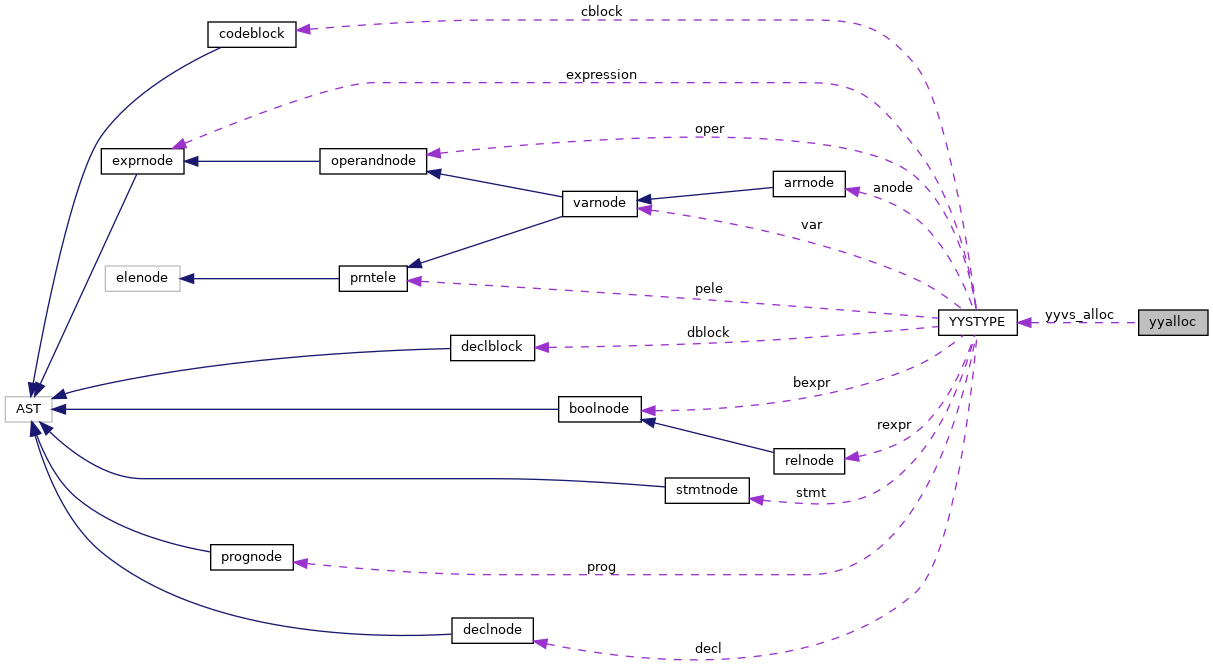 cblock
codeblock
expression
oper
exprnode
operandnode
arrnode
anode
varnode
var
elenode
prntele
pele
yyvs_alloc
YYSTYPE
yyalloc
dblock
declblock
bexpr
AST
boolnode
rexpr
relnode
stmtnode
stmt
prognode
prog
declnode
decl